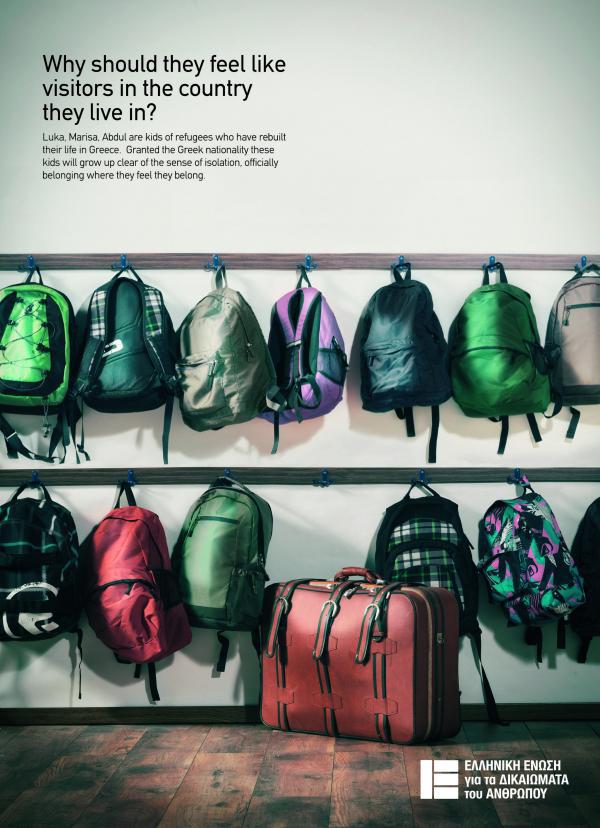 Why should they feel like
visitors in the country
they live in?
Luka, Marisa, Abdul are kids of refugees who have rebuilt
their life in Greece.  Granted the Greek nationality these
kids will grow up clear of the sense of isolation, officially
belonging where they feel they belong.
ΕΛΛΗΝΙΚΗ ΕΝΩΣΗ
για τα ΔΙΚΑΙΩΜΑΤΑ
του ΑΝΘΡΩΠΟΥ